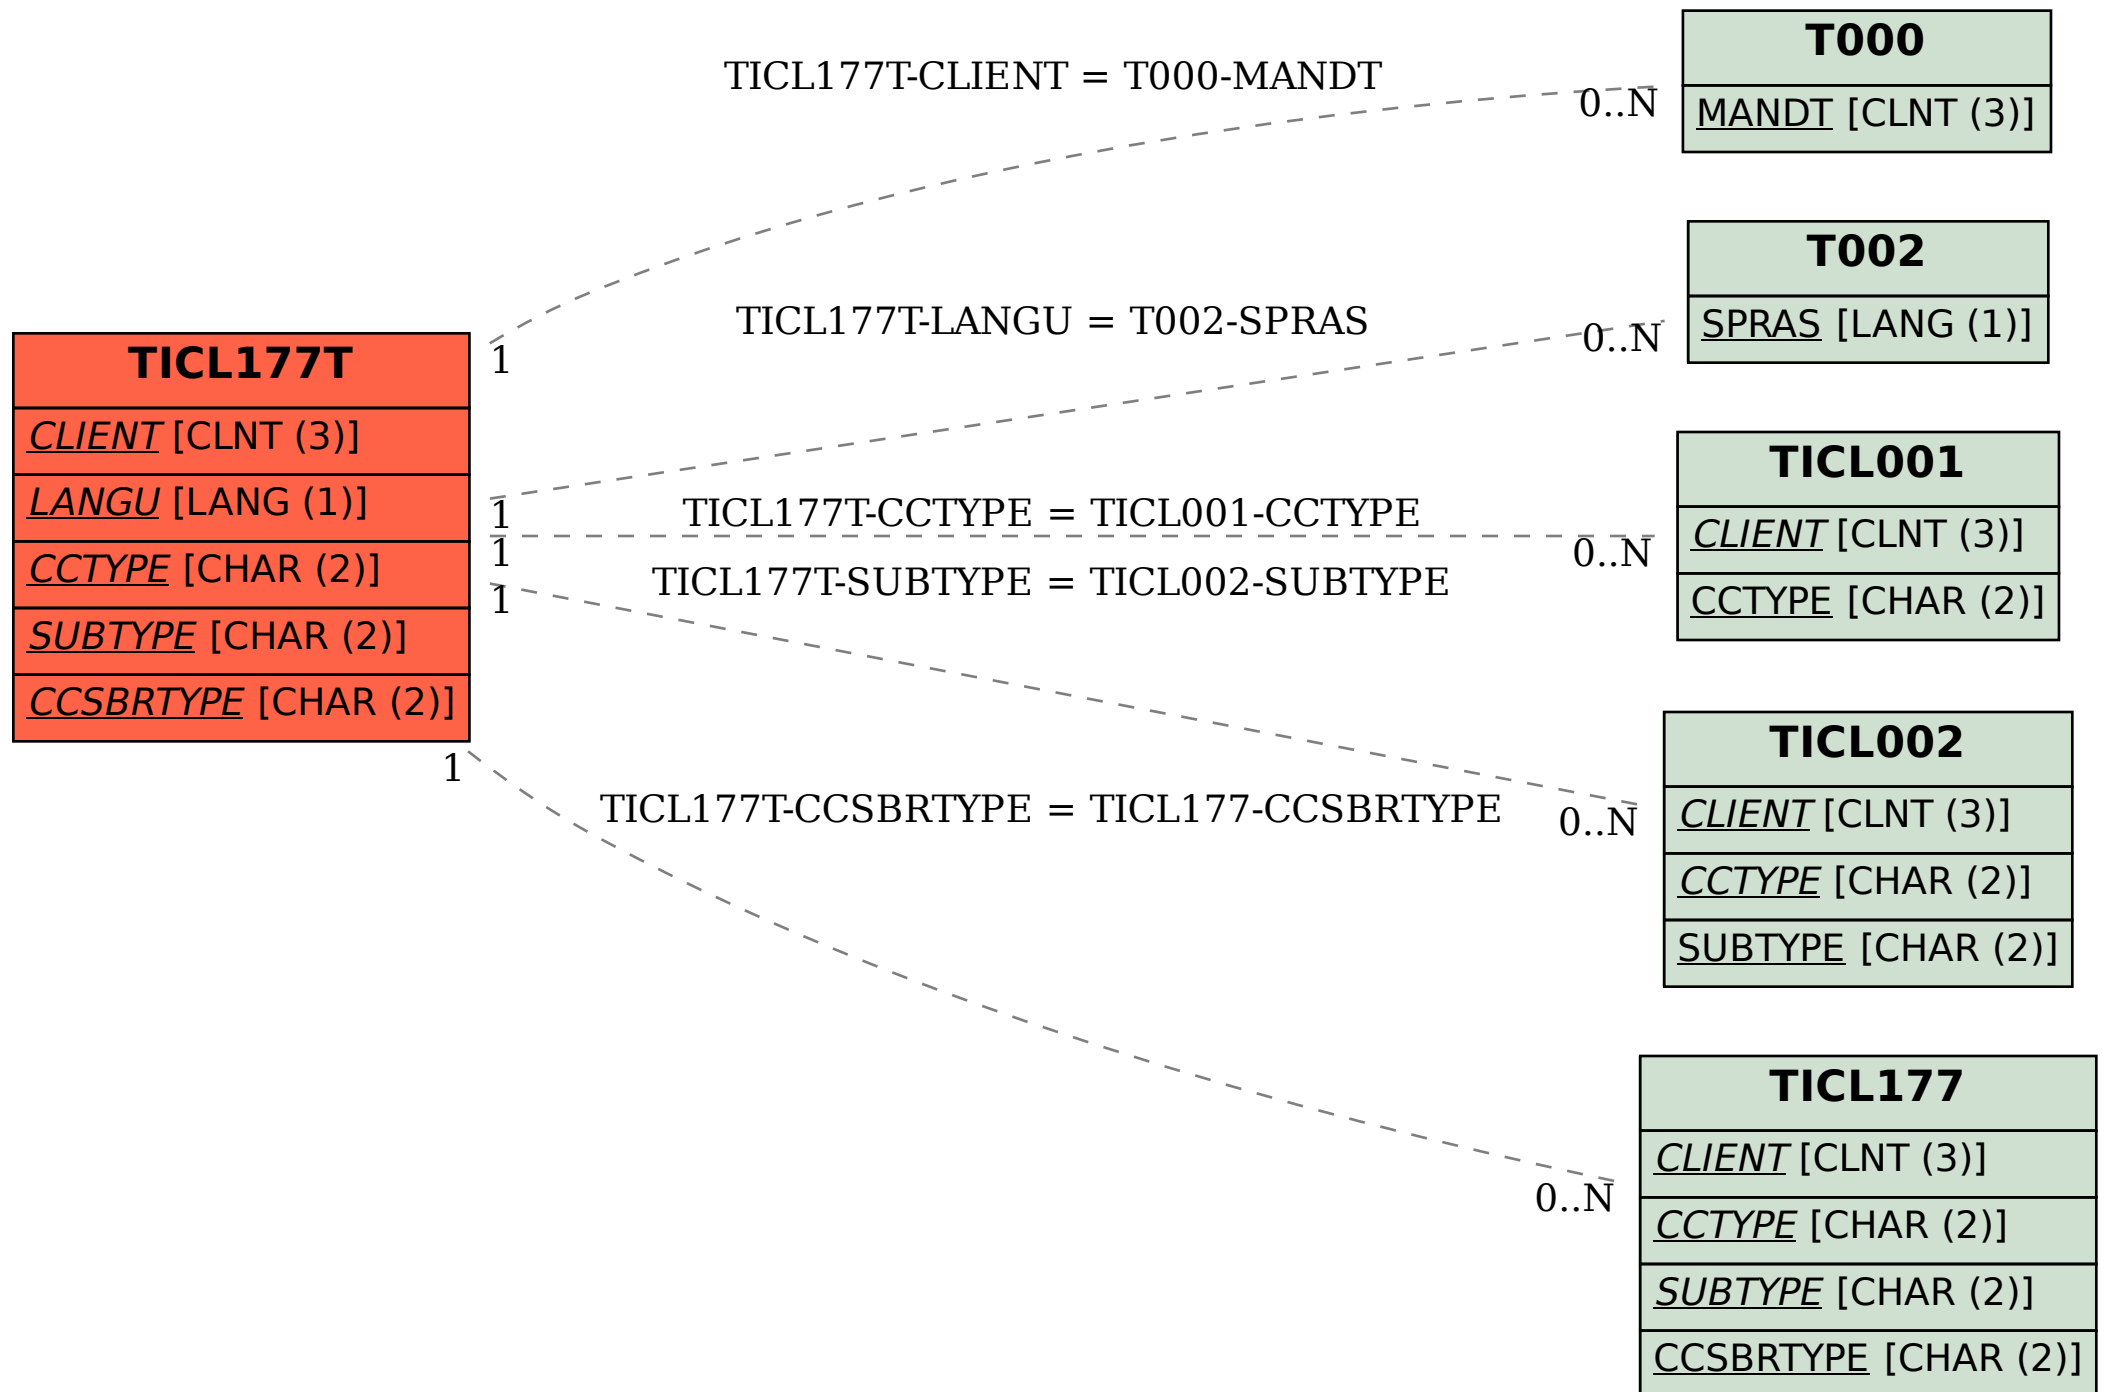 TICL177T
CLIENT [CLNT (3)]
LANGU [LANG (1)]
CCTYPE [CHAR (2)]
SUBTYPE [CHAR (2)]
CCSBRTYPE [CHAR (2)]
TICL177T-CLIENT = T000-MANDT
1
0..N
TICL177T-LANGU = T002-SPRAS
1
0..N
TICL177T-CCTYPE = TICL001-CCTYPE
1
0..N
TICL177T-SUBTYPE = TICL002-SUBTYPE
1
0..N
TICL177T-CCSBRTYPE = TICL177-CCSBRTYPE
1
0..N
T000
MANDT [CLNT (3)]
T002
SPRAS [LANG (1)]
TICL001
CLIENT [CLNT (3)]
CCTYPE [CHAR (2)]
TICL002
CLIENT [CLNT (3)]
CCTYPE [CHAR (2)]
SUBTYPE [CHAR (2)]
TICL177
CLIENT [CLNT (3)]
CCTYPE [CHAR (2)]
SUBTYPE [CHAR (2)]
CCSBRTYPE [CHAR (2)]